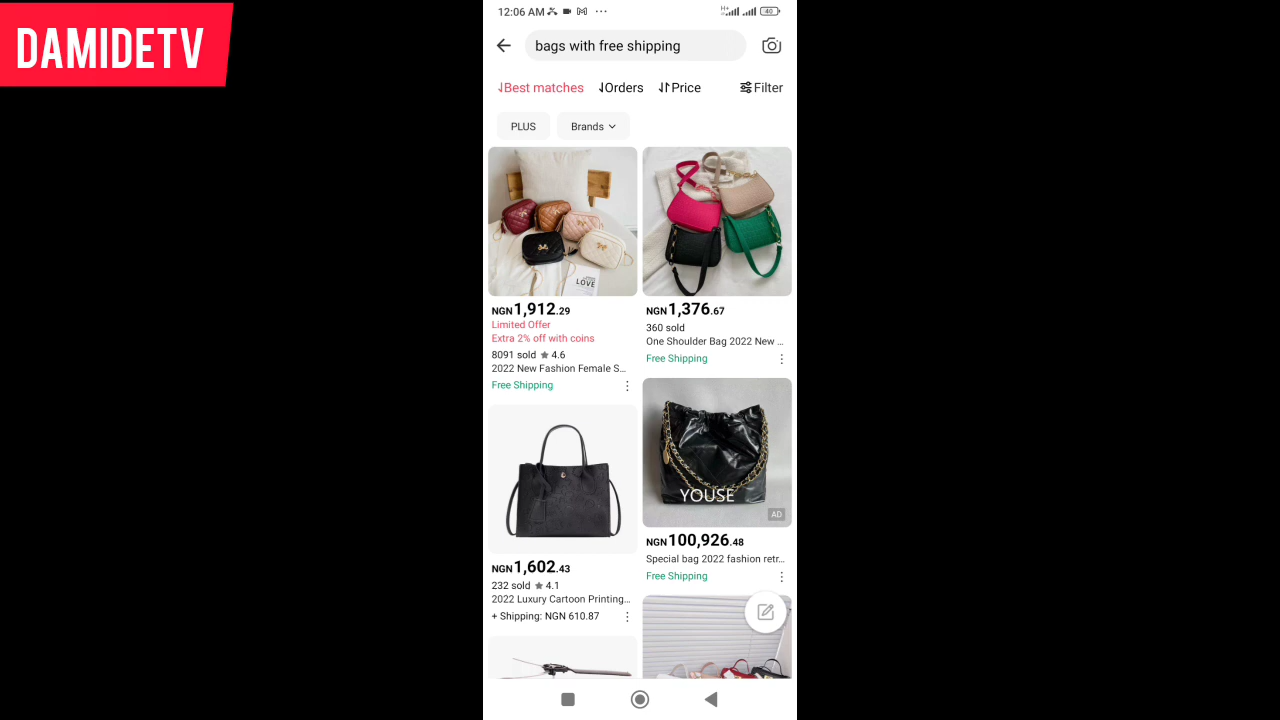 DAMIDETV
12:06 AM
H+
40
bags with free shipping
Best matches
Orders
Price
Filter
PLUS
Brands
LOVE
NGN 1,912.29
Limited Offer
Extra 2% off with coins
8091 sold ★ 4.6
2022 New Fashion Female S...
Free Shipping
NGN 1,602.43
232 sold ★ 4.1
2022 Luxury Cartoon Printing...
+ Shipping: NGN 610.87
NGN 1,376.67
360 sold
One Shoulder Bag 2022 New ...
Free Shipping
YOUSE
AD
NGN 100,926.48
Special bag 2022 fashion retr...
Free Shipping